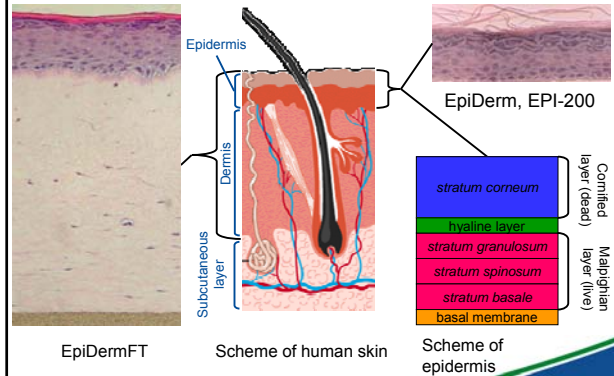 EpiDermFT
Epidermis
Dermis
Subcutaneous
layer
Scheme of human skin
EpiDerm, EPI-200
stratum corneum
hyaline layer
stratum granulosum
stratum spinosum
stratum basale
basal membrane
Cornified
layer (dead)
Malpighian
layer (live)
Scheme of
epidermis